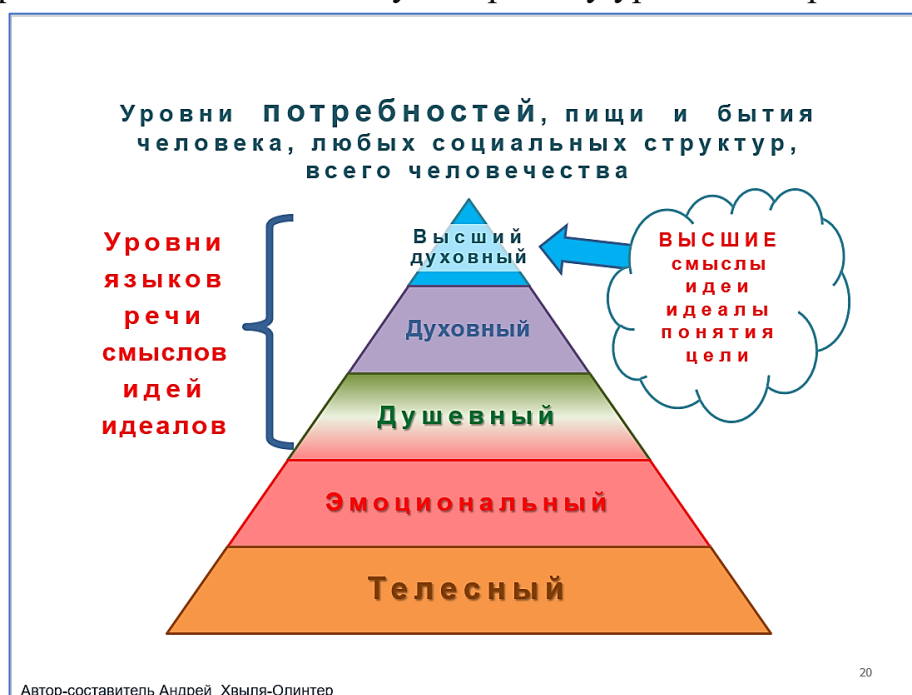 Уровни потребностей, пищи и бытия
человека, любых социальных структур,
всего человечества
Уровни
языков
речи
смыслов
идей
идеалов
Высший
духовный
Духовный
Душевный
Эмоциональный
Телесный
ВЫСШИЕ
смыслы
идеи
идеалы
понятия
цели
20
Автор-составитель Андрей Хвыля-Олинтер